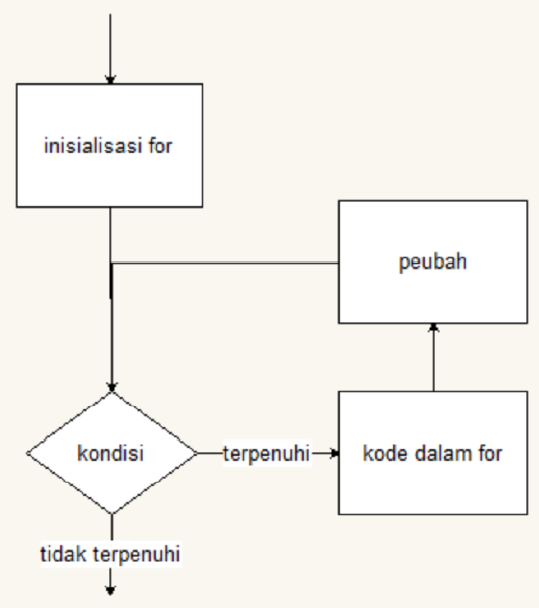 inisialisasi for
peubah
kondisi
terpenuhi
kode dalam for
tidak terpenuhi